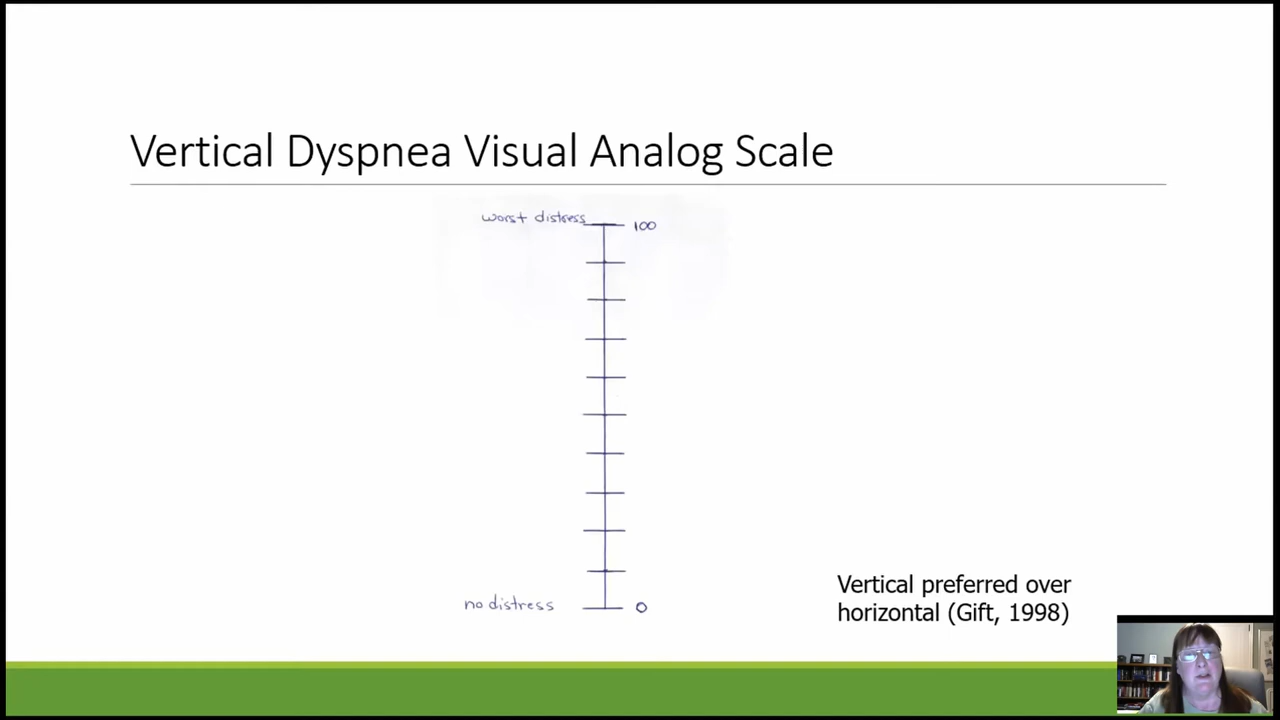 Vertical Dyspnea Visual Analog Scale
worst distress 100
no distress 0
Vertical preferred over
horizontal (Gift, 1998)